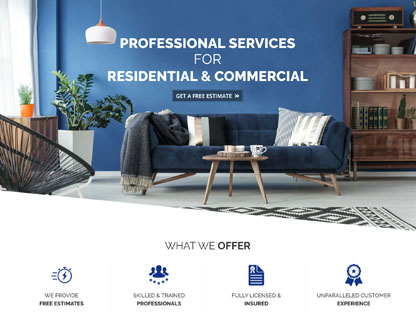 PROFESSIONAL SERVICES
FOR
RESIDENTIAL & COMMERCIAL
GET A FREE ESTIMATE »
WHAT WE OFFER
WE PROVIDE
FREE ESTIMATES
SKILLED & TRAINED
PROFESSIONALS
FULLY LICENSED &
INSURED
UNPARALLELED CUSTOMER
EXPERIENCE